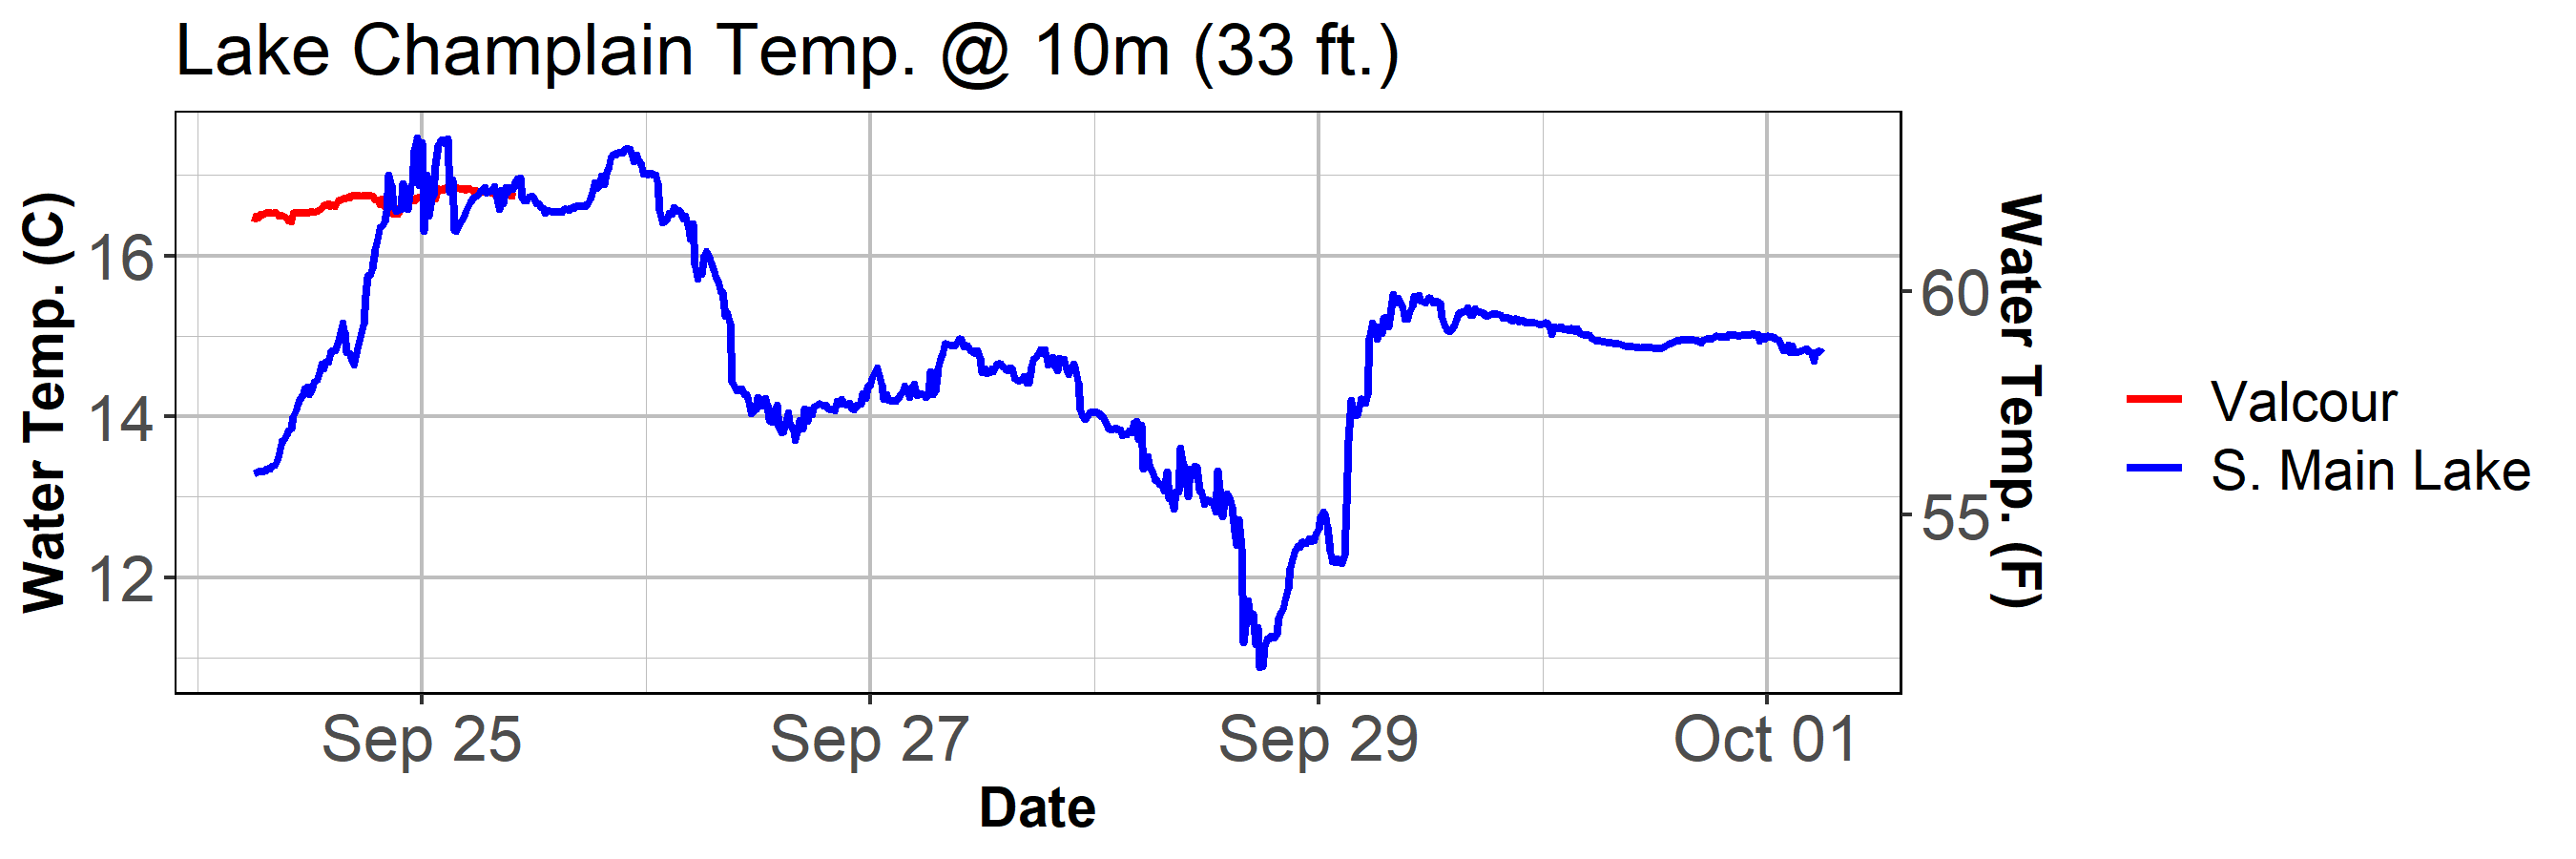 Lake Champlain Temp. @ 10m (33 ft.)
Water Temp. (C)
16
14
12
60
55
Water Temp. (F)
Sep 25
Sep 27
Sep 29
Oct 01
Date
Valcour
S. Main Lake